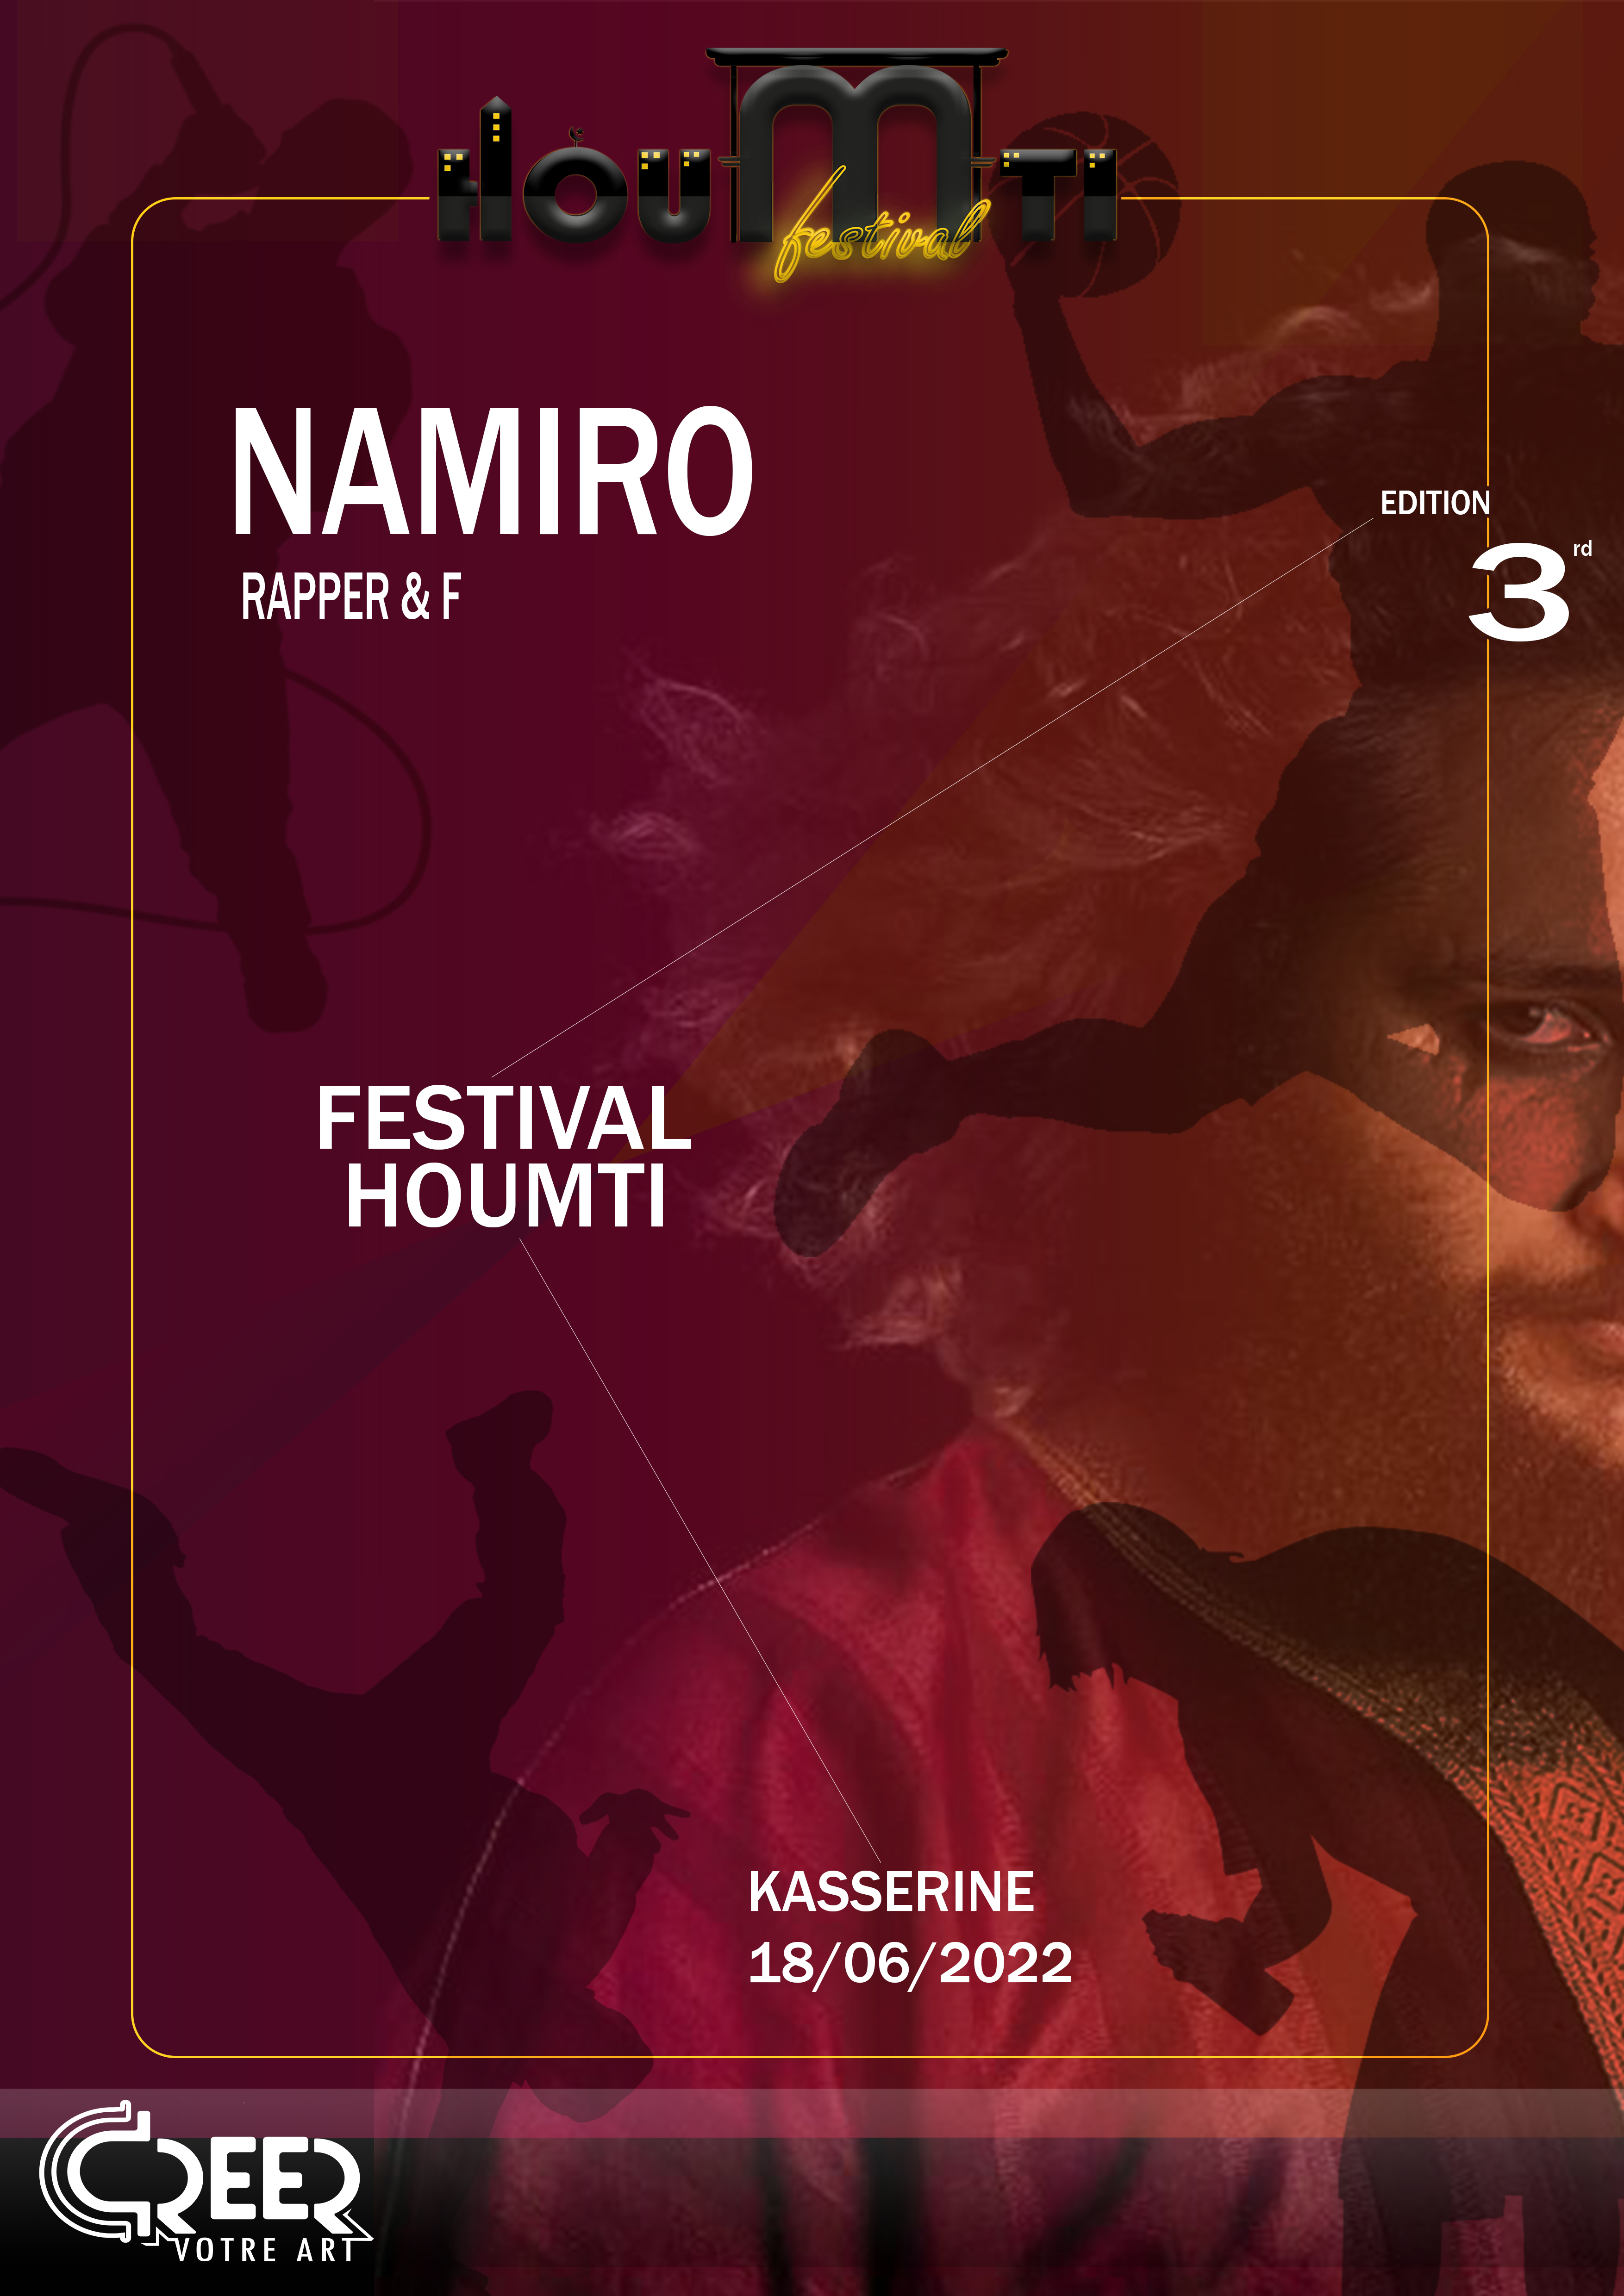 HOUMTI
festival
NAMIRO
RAPPER & F
EDITION
3rd
FESTIVAL
HOUMTI
KASSERINE
18/06/2022
CREER
VOTRE ART